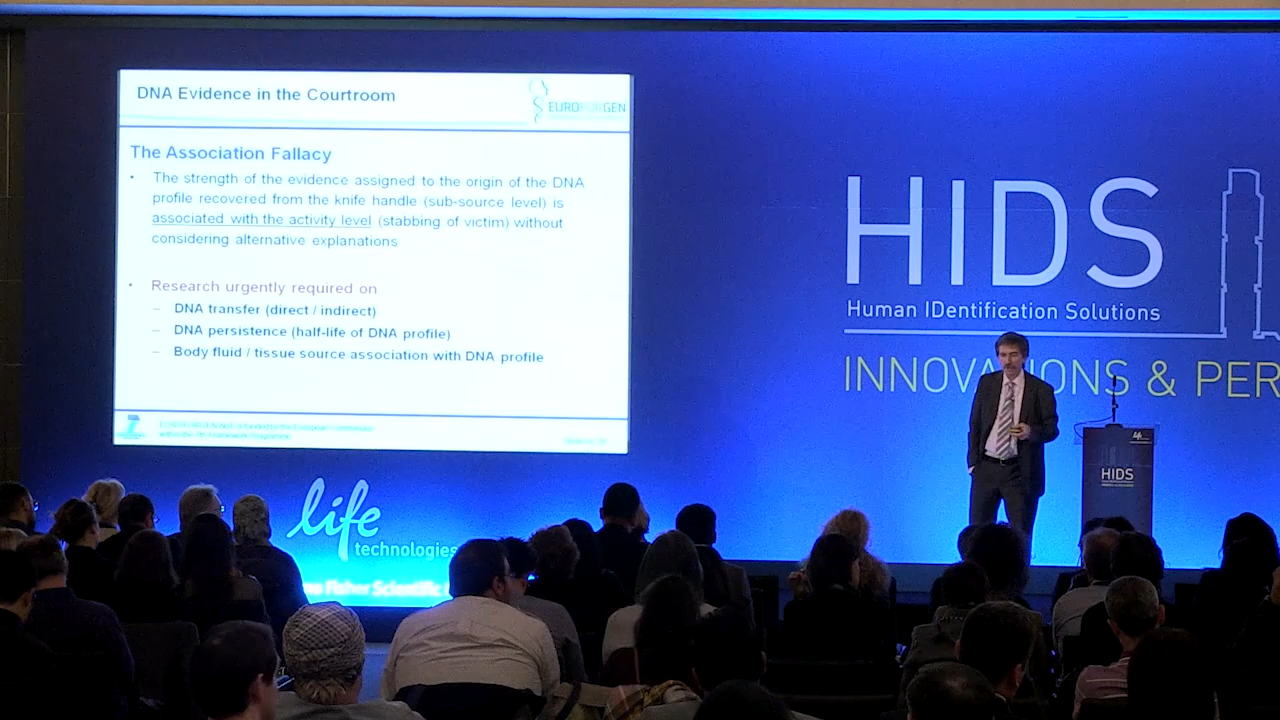 DNA Evidence in the Courtroom
EUROFORGEN
The Association Fallacy
• The strength of the evidence assigned to the origin of the DNA
profile recovered from the knife handle (sub-source level) is
associated with the activity level (stabbing of victim) without
considering alternative explanations
• Research urgently required on
– DNA transfer (direct / indirect)
– DNA persistence (half-life of DNA profile)
– Body fluid / tissue source association with DNA profile
HIDS
Human IDentification Solutions
INNOVATIONS & PER
life
technologies
Fisher Scientific
life
HIDS